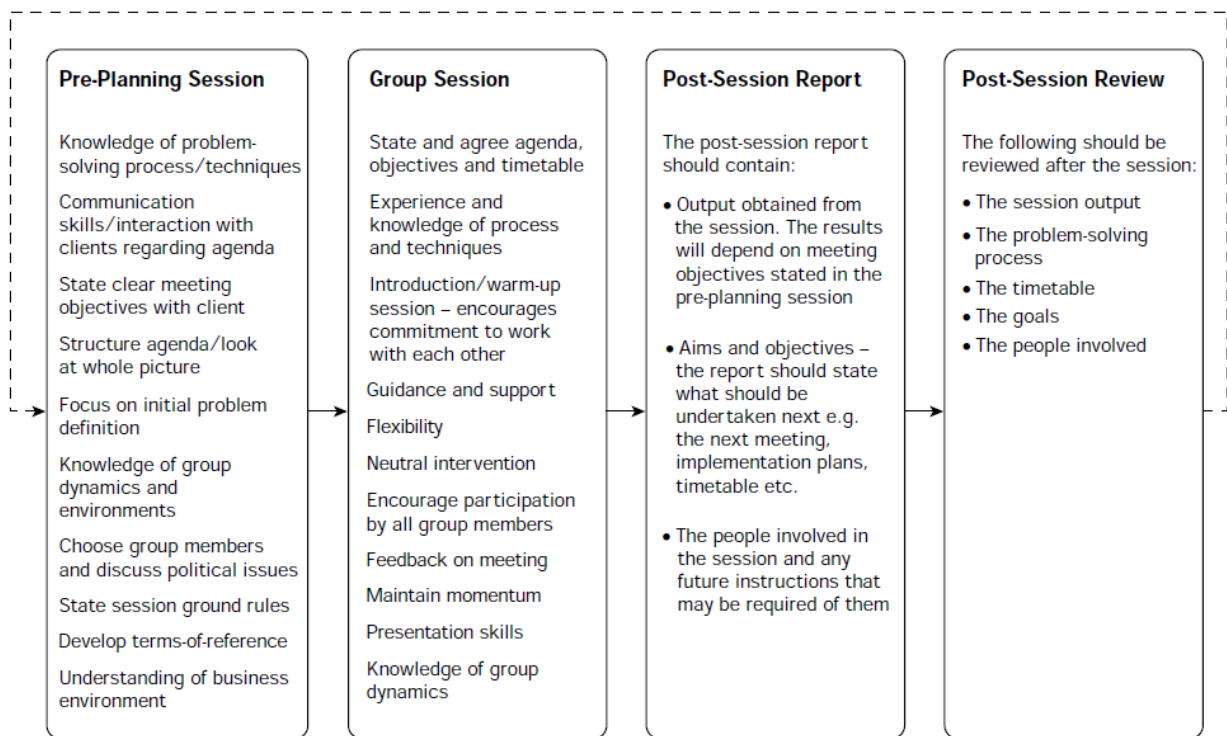 Pre-Planning Session
Knowledge of problem-
solving process/techniques
Communication
skills/interaction with
clients regarding agenda
State clear meeting
objectives with client
Structure agenda/look
at whole picture
Focus on initial problem
definition
Knowledge of group
dynamics and
environments
Choose group members
and discuss political issues
State session ground rules
Develop terms-of-reference
Understanding of business
environment
Group Session
State and agree agenda,
objectives and timetable
Experience and
knowledge of process
and techniques
Introduction/warm-up
session – encourages
commitment to work
with each other
Guidance and support
Flexibility
Neutral intervention
Encourage participation
by all group members
Feedback on meeting
Maintain momentum
Presentation skills
Knowledge of group
dynamics
Post-Session Report
The post-session report
should contain:
• Output obtained from
the session. The results
will depend on meeting
objectives stated in the
pre-planning session
• Aims and objectives –
the report should state
what should be
undertaken next e.g.
the next meeting,
implementation plans,
timetable etc.
• The people involved in
the session and any
future instructions that
may be required of them
Post-Session Review
The following should be
reviewed after the session:
• The session output
• The problem-solving
process
• The timetable
• The goals
• The people involved